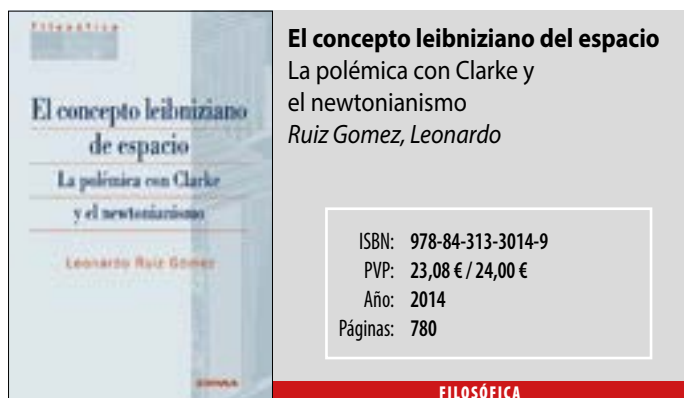 Filosófica
El concepto leibniziano
de espacio
La polémica con Clarke
y el newtonianismo
Leonardo Ruiz Gómez
EUNSA
El concepto leibniziano del espacio
La polémica con Clarke y
el newtonianismo
Ruiz Gomez, Leonardo
ISBN: 978-84-313-3014-9
PVP: 23,08 € / 24,00 €
Año: 2014
Páginas: 780
FILOSÓFICA